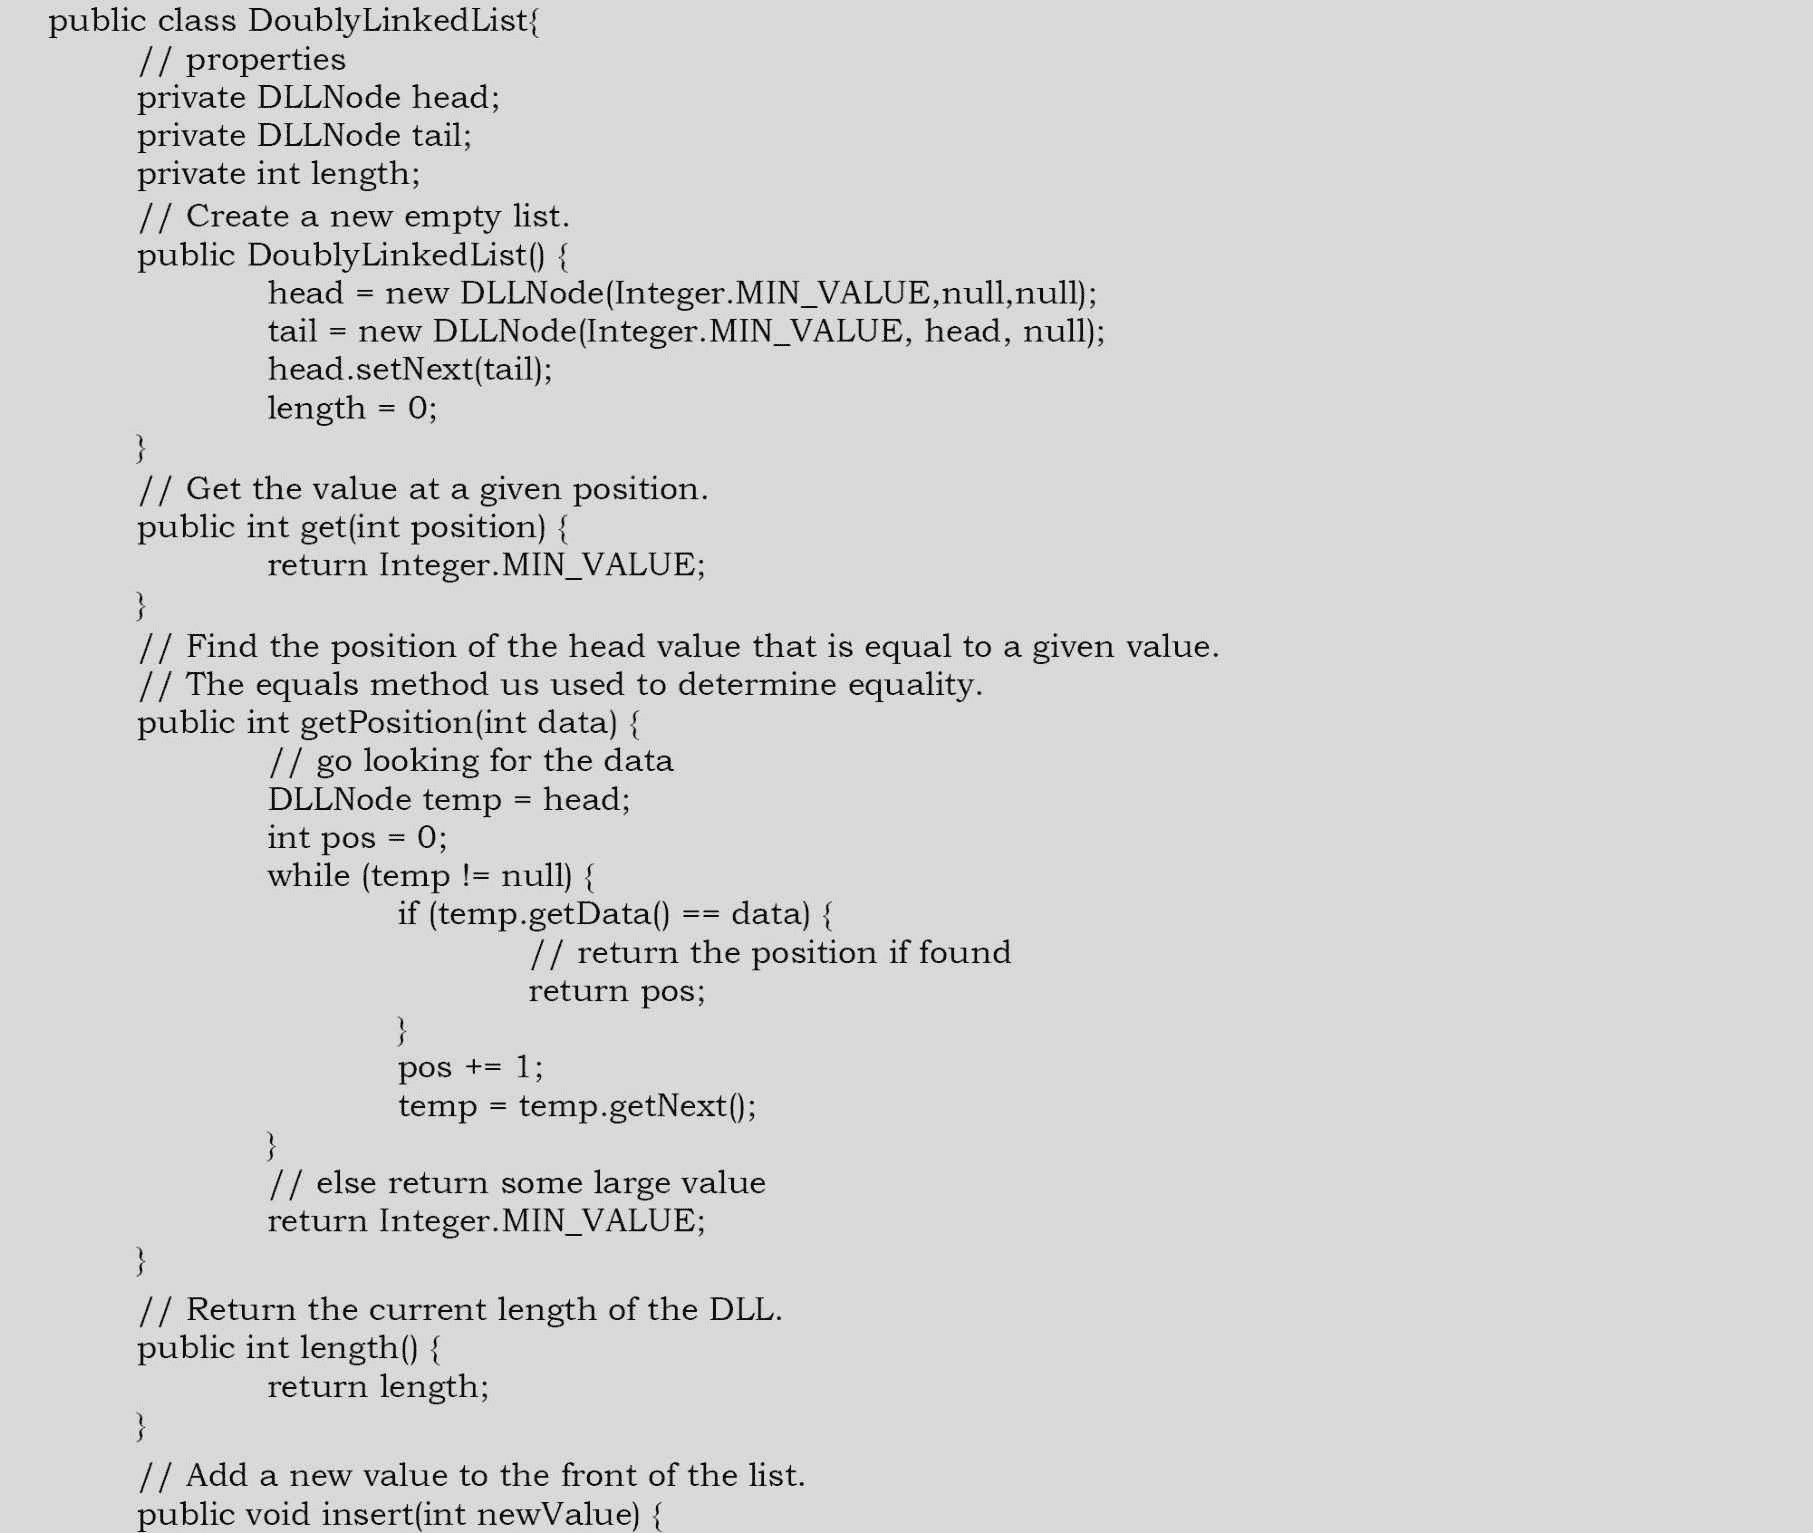 public class DoublyLinkedList{
// properties
private DLLNode head;
private DLLNode tail;
private int length;
// Create a new empty list.
public DoublyLinkedList() {
head = new DLLNode(Integer.MIN_VALUE,null,null);
tail = new DLLNode(Integer.MIN_VALUE, head, null);
head.setNext(tail);
length = 0;
}
// Get the value at a given position.
public int get(int position) {
return Integer.MIN_VALUE;
}
// Find the position of the head value that is equal to a given value.
// The equals method us used to determine equality.
public int getPosition(int data) {
// go looking for the data
DLLNode temp = head;
int pos = 0;
while (temp != null) {
if (temp.getData() == data) {
// return the position if found
return pos;
}
pos += 1;
temp = temp.getNext();
}
// else return some large value
return Integer.MIN_VALUE;
}
// Return the current length of the DLL.
public int length() {
return length;
}
// Add a new value to the front of the list.
public void insert(int newValue) {